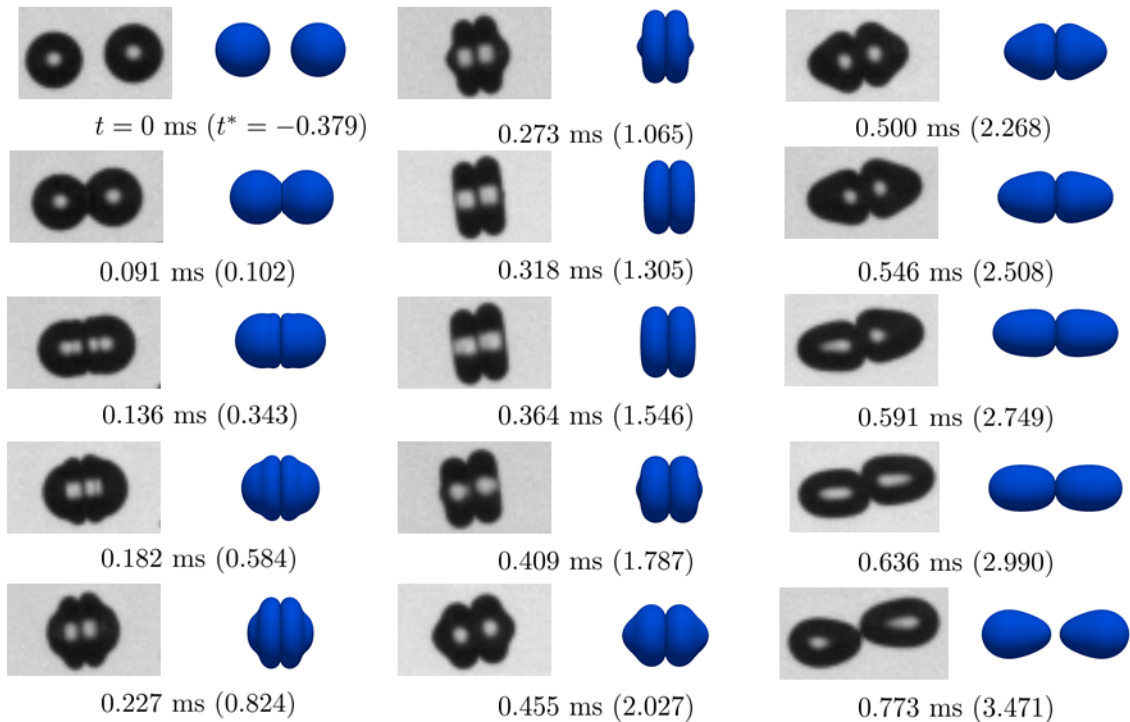 t = 0 ms (t* = −0.379)
0.091 ms (0.102)
0.136 ms (0.343)
0.182 ms (0.584)
0.227 ms (0.824)
0.273 ms (1.065)
0.318 ms (1.305)
0.364 ms (1.546)
0.409 ms (1.787)
0.455 ms (2.027)
0.500 ms (2.268)
0.546 ms (2.508)
0.591 ms (2.749)
0.636 ms (2.990)
0.773 ms (3.471)